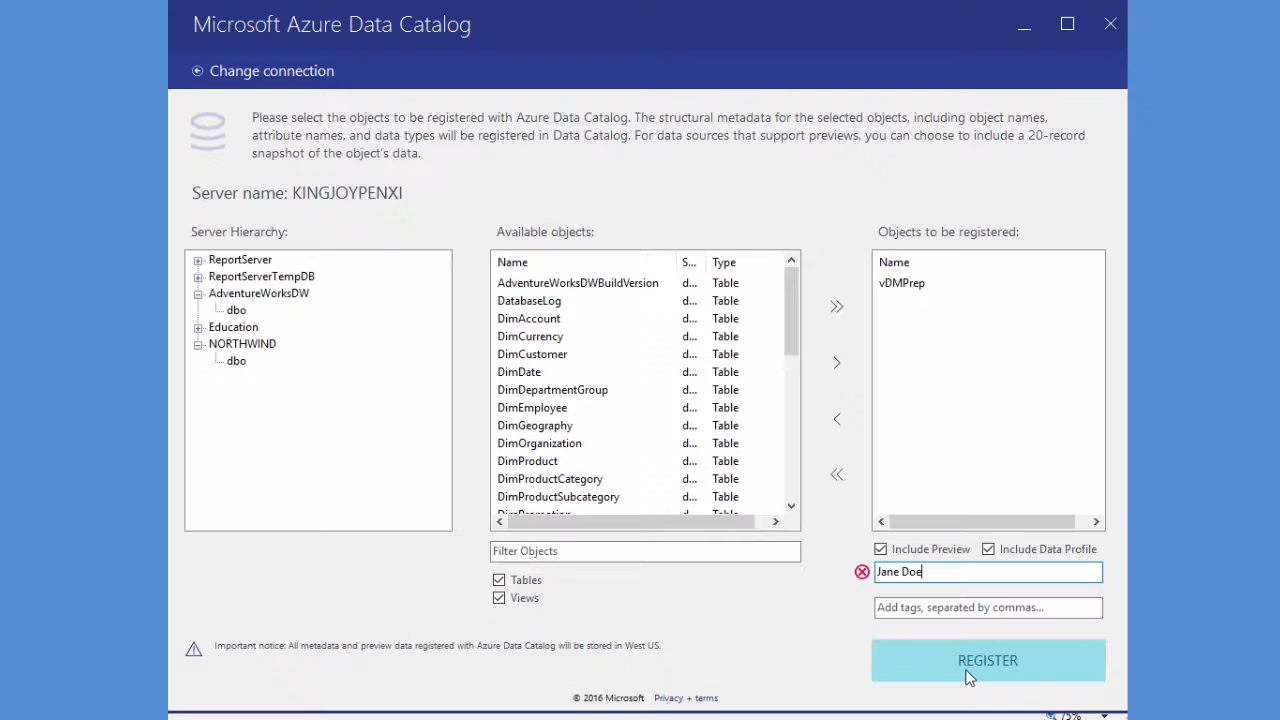 Microsoft Azure Data Catalog
Change connection
Please select the objects to be registered with Azure Data Catalog. The structural metadata for the selected objects, including object names,
attribute names, and data types will be registered in Data Catalog. For data sources that support previews, you can choose to include a 20-record
snapshot of the object's data.
Server name: KINGJOYPENXI
Server Hierarchy:
ReportServer
ReportServerTempDB
AdventureWorksDW
dbo
Education
NORTHWIND
dbo
Available objects:
Name S... Type
AdventureWorksDWBuildVersion d... Table
DatabaseLog d... Table
DimAccount d... Table
DimCurrency d... Table
DimCustomer d... Table
DimDate d... Table
DimDepartmentGroup d... Table
DimEmployee d... Table
DimGeography d... Table
DimOrganization d... Table
DimProduct d... Table
DimProductCategory d... Table
DimProductSubcategory d... Table
Filter Objects
Tables
Views
Objects to be registered:
Name
vDMPrep
Include Preview Include Data Profile
Jane Doe
Add tags, separated by commas...
REGISTER
Important notice: All metadata and preview data registered with Azure Data Catalog will be stored in West US.
© 2016 Microsoft Privacy + terms
75%